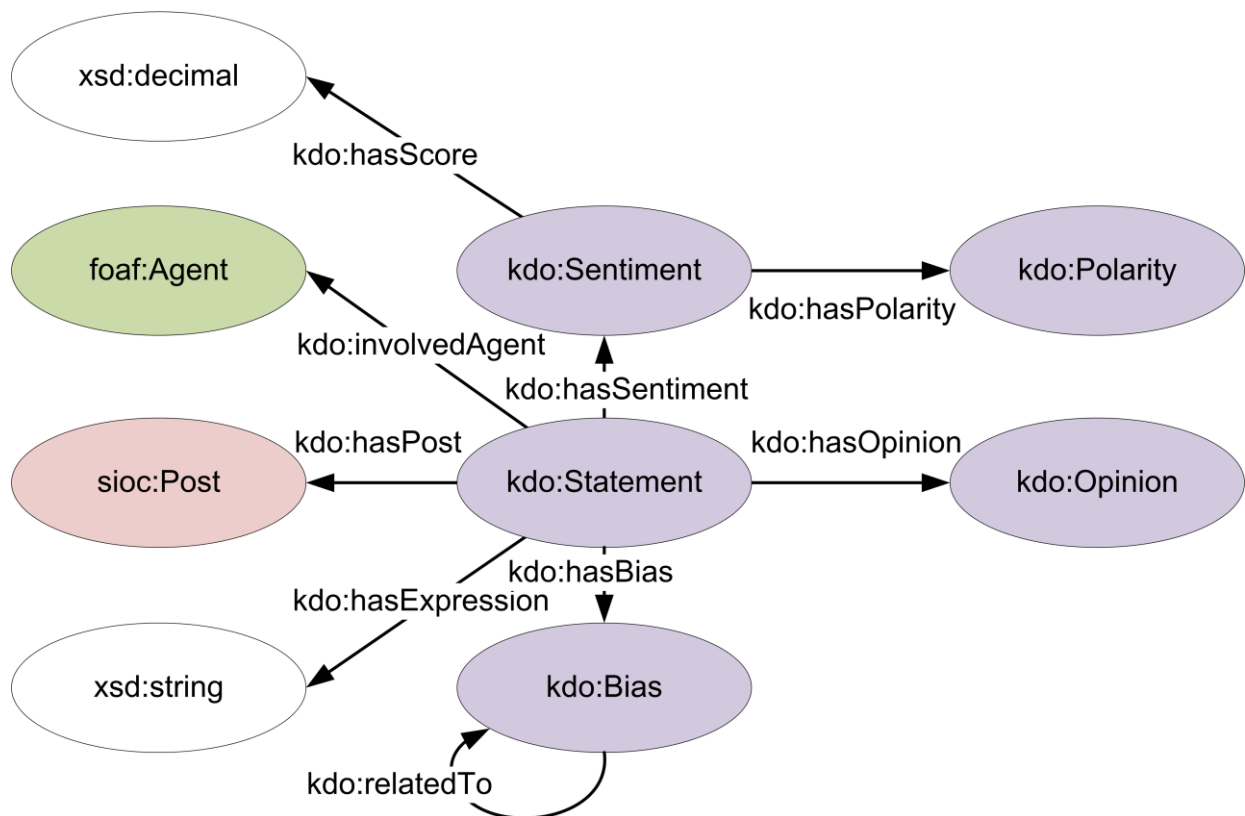 xsd:decimal
kdo:hasScore
foaf:Agent
kdo:Sentiment
kdo:Polarity
kdo:hasPolarity
kdo:involvedAgent
kdo:hasSentiment
kdo:hasPost
kdo:hasOpinion
sioc:Post
kdo:Statement
kdo:Opinion
kdo:hasBias
kdo:hasExpression
xsd:string
kdo:Bias
kdo:relatedTo